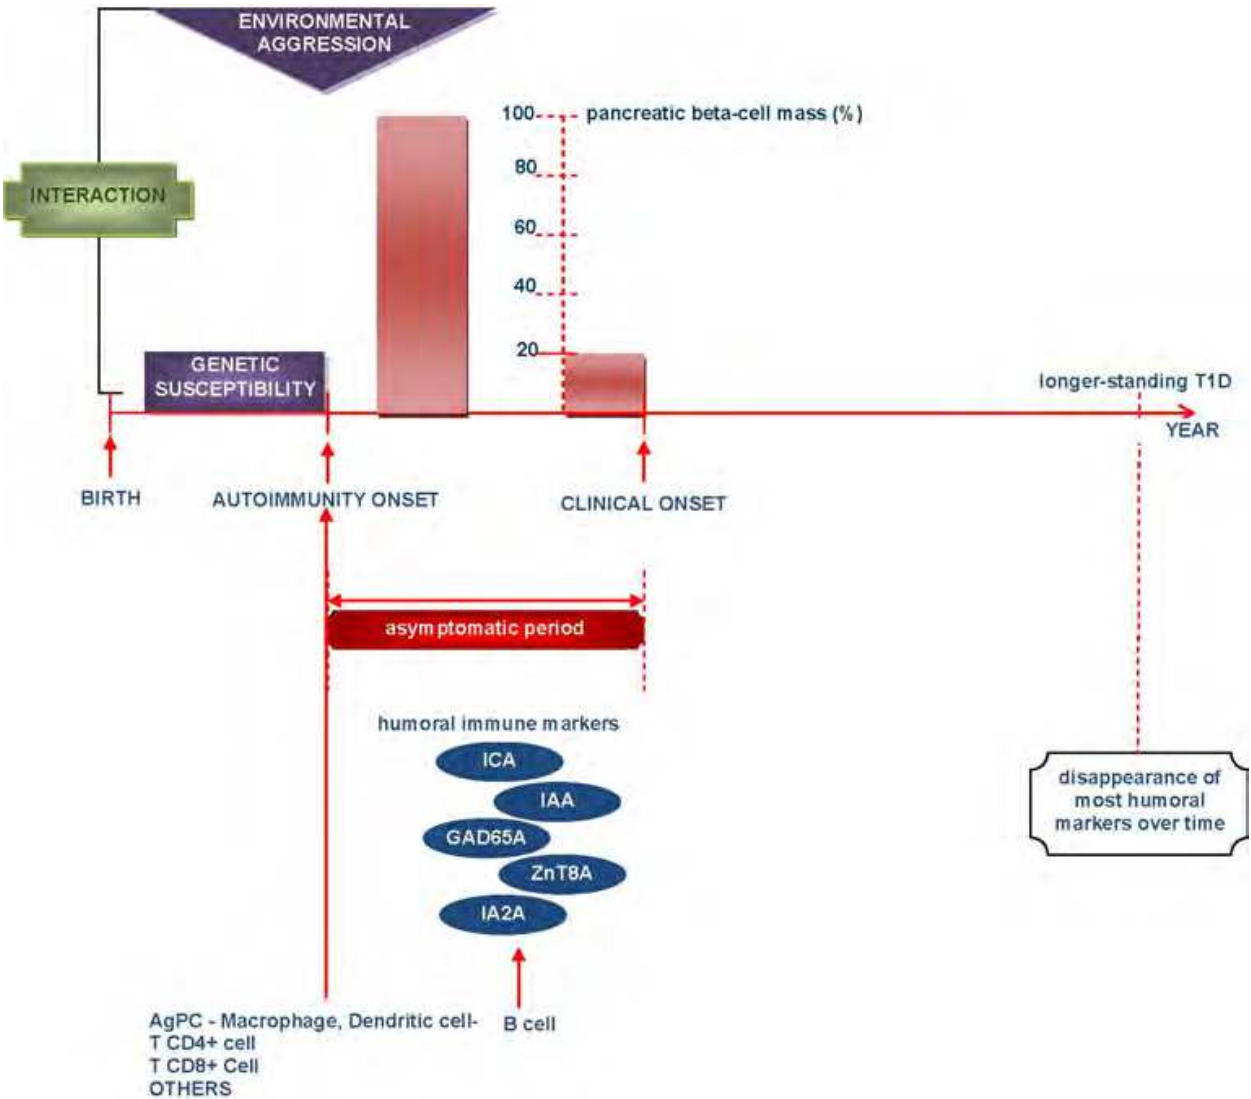 ENVIRONMENTAL
AGGRESSION
100
pancreatic beta-cell mass (%)
80
INTERACTION
60
40
20
GENETIC
SUSCEPTIBILITY
longer-standing T1D
YEAR
BIRTH
AUTOIMMUNITY ONSET
CLINICAL ONSET
asymptomatic period
humoral immune markers
ICA
IAA
GAD65A
ZnT8A
IA2A
disappearance of
most humoral
markers over time
AgPC - Macrophage, Dendritic cell-
T CD4+ cell
T CD8+ Cell
OTHERS
B cell